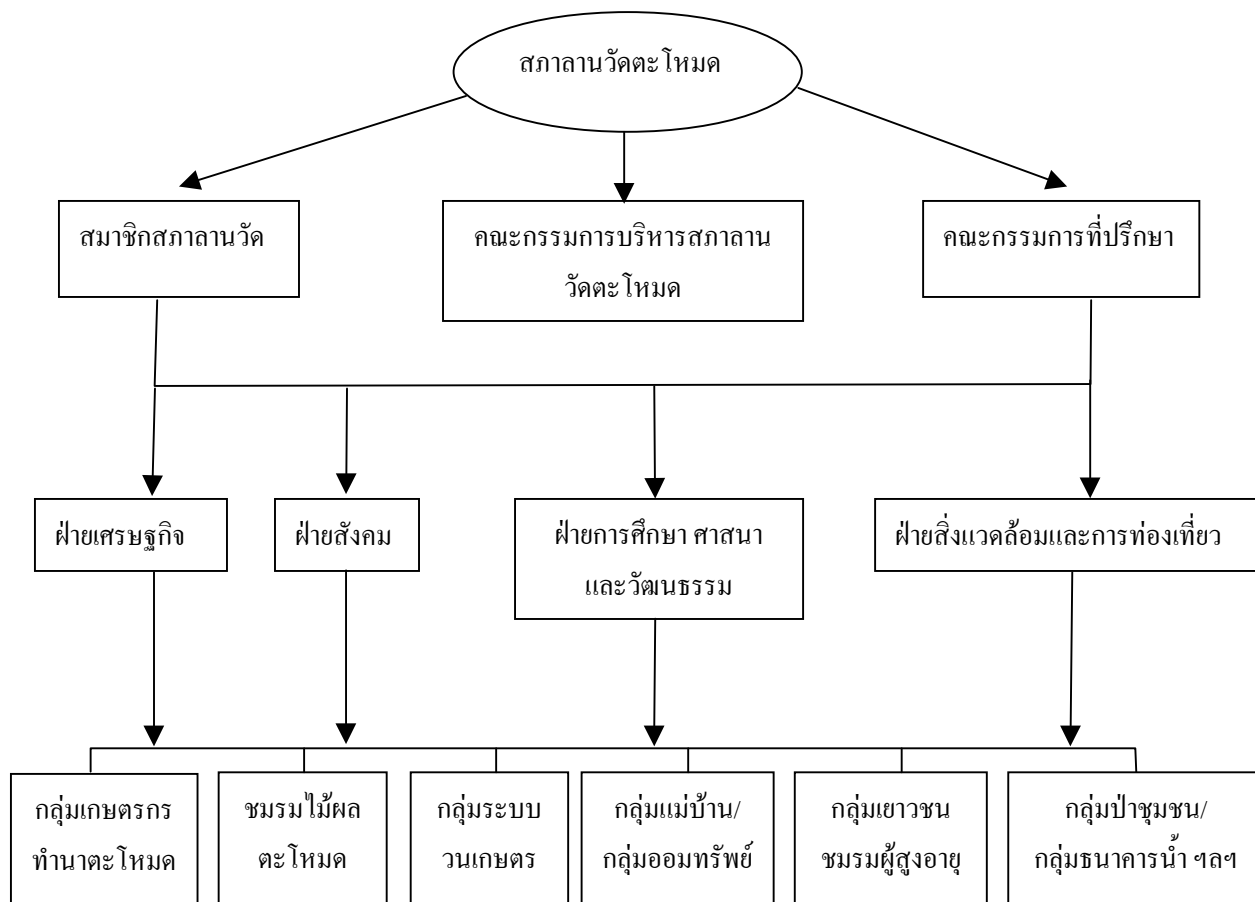 สภาลานวัดตะโหมด
สมาชิกสภาลานวัด
คณะกรรมการบริหารสภาลาน
วัดตะโหมด
คณะกรรมการที่ปรึกษา
ฝ่ายเศรษฐกิจ
ฝ่ายสังคม
ฝ่ายการศึกษา ศาสนา
และวัฒนธรรม
ฝ่ายสิ่งแวดล้อมและการท่องเที่ยว
กลุ่มเกษตรกร
ทำนาตะโหมด
ชมรมไม้ผล
ตะโหมด
กลุ่มระบบ
วนเกษตร
กลุ่มแม่บ้าน/
กลุ่มออมทรัพย์
กลุ่มเยาวชน
ชมรมผู้สูงอายุ
กลุ่มป่าชุมชน/
กลุ่มธนาคารน้ำ ฯลฯ